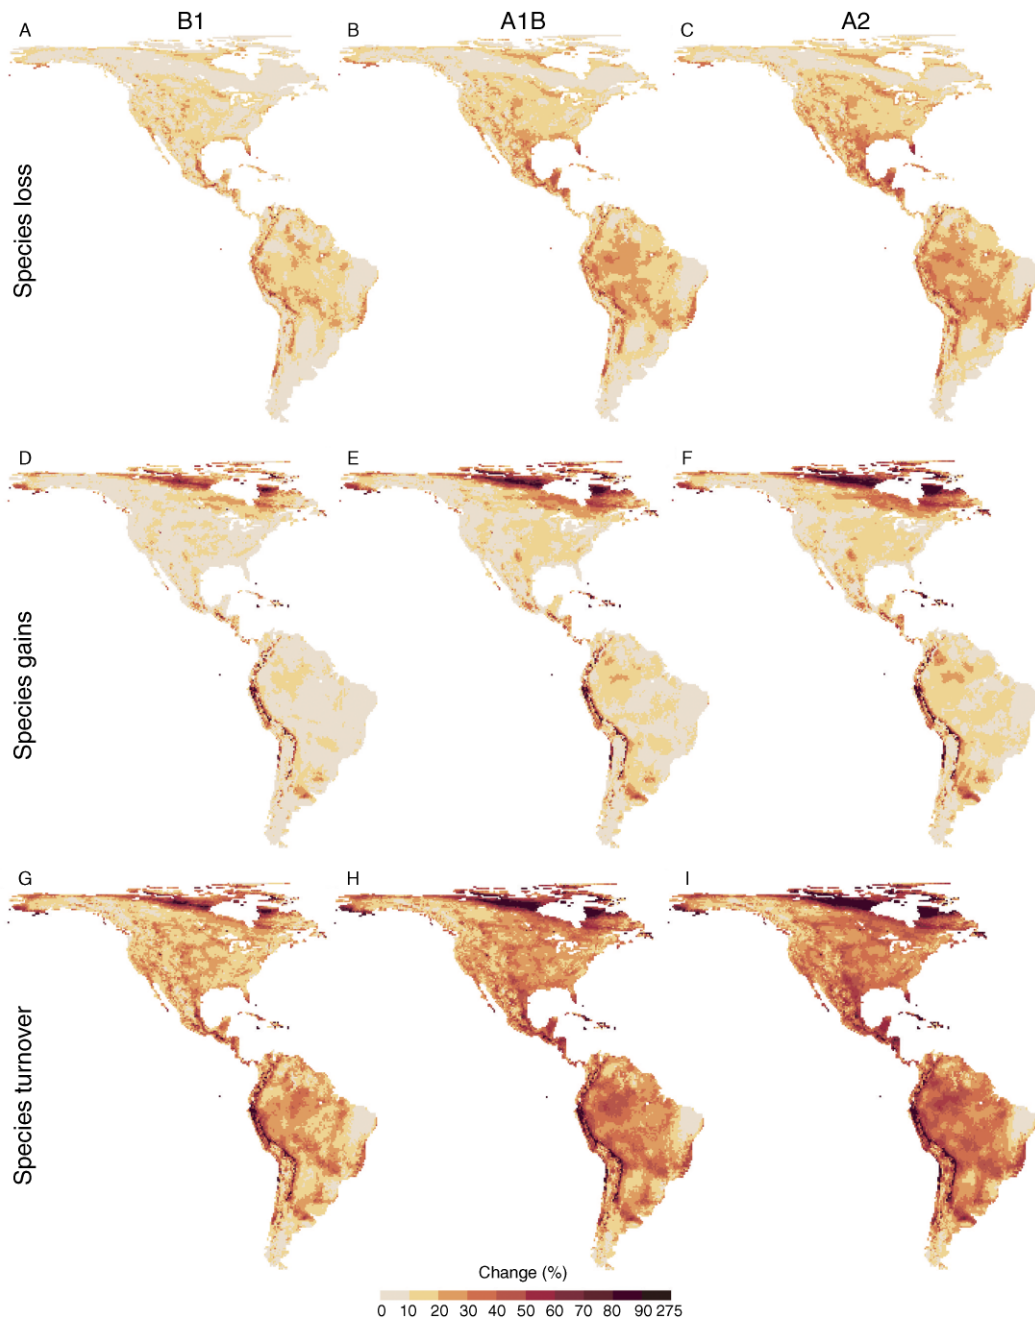 B1 A1B A2
A B C
Species loss
D E F
Species gains
G H I
Species turnover
Change (%)
0 10 20 30 40 50 60 70 80 90 275